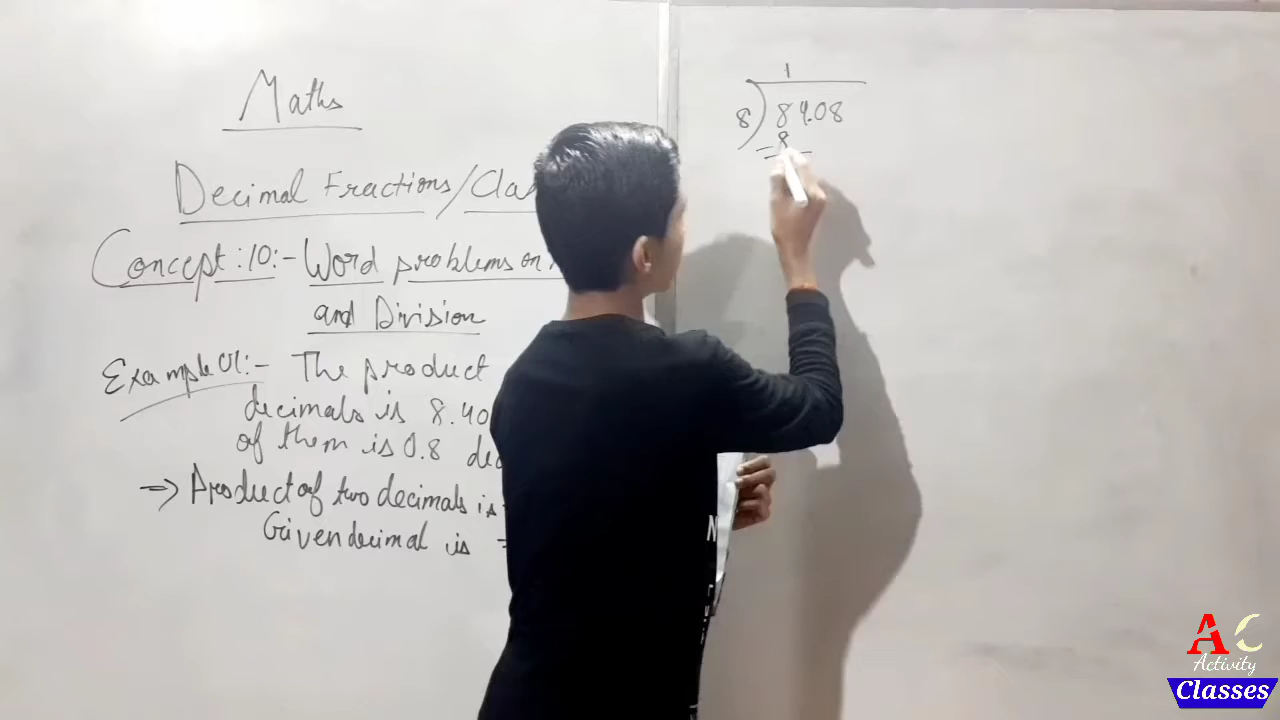 Maths
Decimal Fractions/Cla
Concept:10:- Word problems on
and Division
Example 01:- The product
decimals is 8.40
of them is 0.8 dec
=> Product of two decimals is
Given decimal is
1
8) 84.08
8
AC
Activity
Classes